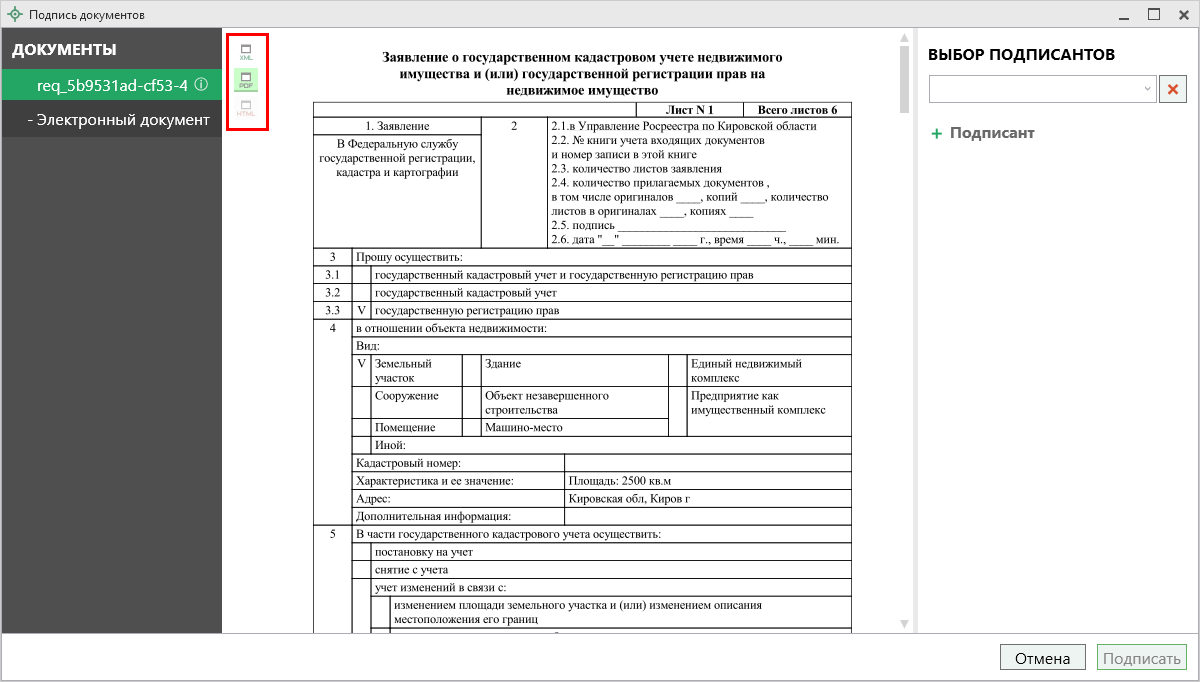 Подпись документов
ДОКУМЕНТЫ
req_5b9531ad-cf53-4
- Электронный документ
XML
PDF
HTML
Заявление о государственном кадастровом учете недвижимого
имущества и (или) государственной регистрации прав на
недвижимое имущество
Лист N 1 Всего листов 6
1. Заявление
В Федеральную службу
государственной регистрации,
кадастра и картографии
2
2.1.в Управление Росреестра по Кировской области
2.2. № книги учета входящих документов
и номер записи в этой книге
2.3. количество листов заявления
2.4. количество прилагаемых документов ,
в том числе оригиналов ____, копий ____, количество
листов в оригиналах ____, копиях ____
2.5. подпись ____________________________
2.6. дата "__" ________ ____ г., время ____ ч., ____ мин.
3 Прошу осуществить:
3.1 государственный кадастровый учет и государственную регистрацию прав
3.2 государственный кадастровый учет
3.3 V государственную регистрацию прав
4 в отношении объекта недвижимости:
Вид:
V Земельный
участок
Здание
Единый недвижимый
комплекс
Сооружение
Объект незавершенного
строительства
Предприятие как
имущественный комплекс
Помещение Машино-место
Иной:
Кадастровый номер:
Характеристика и ее значение: Площадь: 2500 кв.м
Адрес: Кировская обл, Киров г
Дополнительная информация:
5 В части государственного кадастрового учета осуществить:
постановку на учет
снятие с учета
учет изменений в связи с:
изменением площади земельного участка и (или) изменением описания
местоположения его границ
ВЫБОР ПОДПИСАНТОВ
+ Подписант
Отмена Подписать